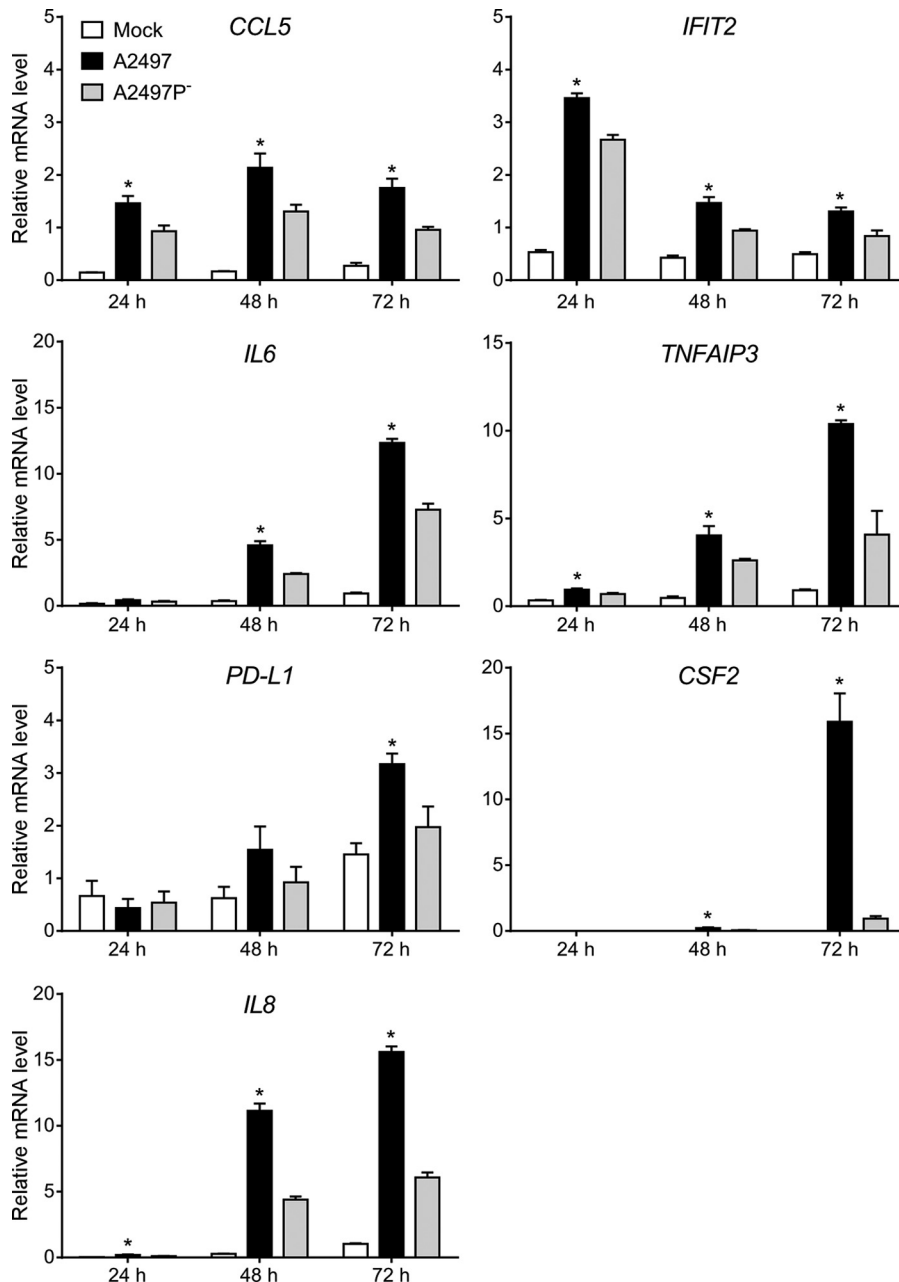 CCL5
Mock
A2497
A2497P⁻
Relative mRNA level
5
4
3
2
1
0
*
*
*
24 h
48 h
72 h
IFIT2
5
4
3
2
1
0
*
*
*
24 h
48 h
72 h
IL6
Relative mRNA level
20
15
10
5
0
*
*
24 h
48 h
72 h
TNFAIP3
15
10
5
0
*
*
*
24 h
48 h
72 h
PD-L1
Relative mRNA level
5
4
3
2
1
0
*
24 h
48 h
72 h
CSF2
20
15
10
5
0
*
*
24 h
48 h
72 h
IL8
Relative mRNA level
20
15
10
5
0
*
*
*
24 h
48 h
72 h